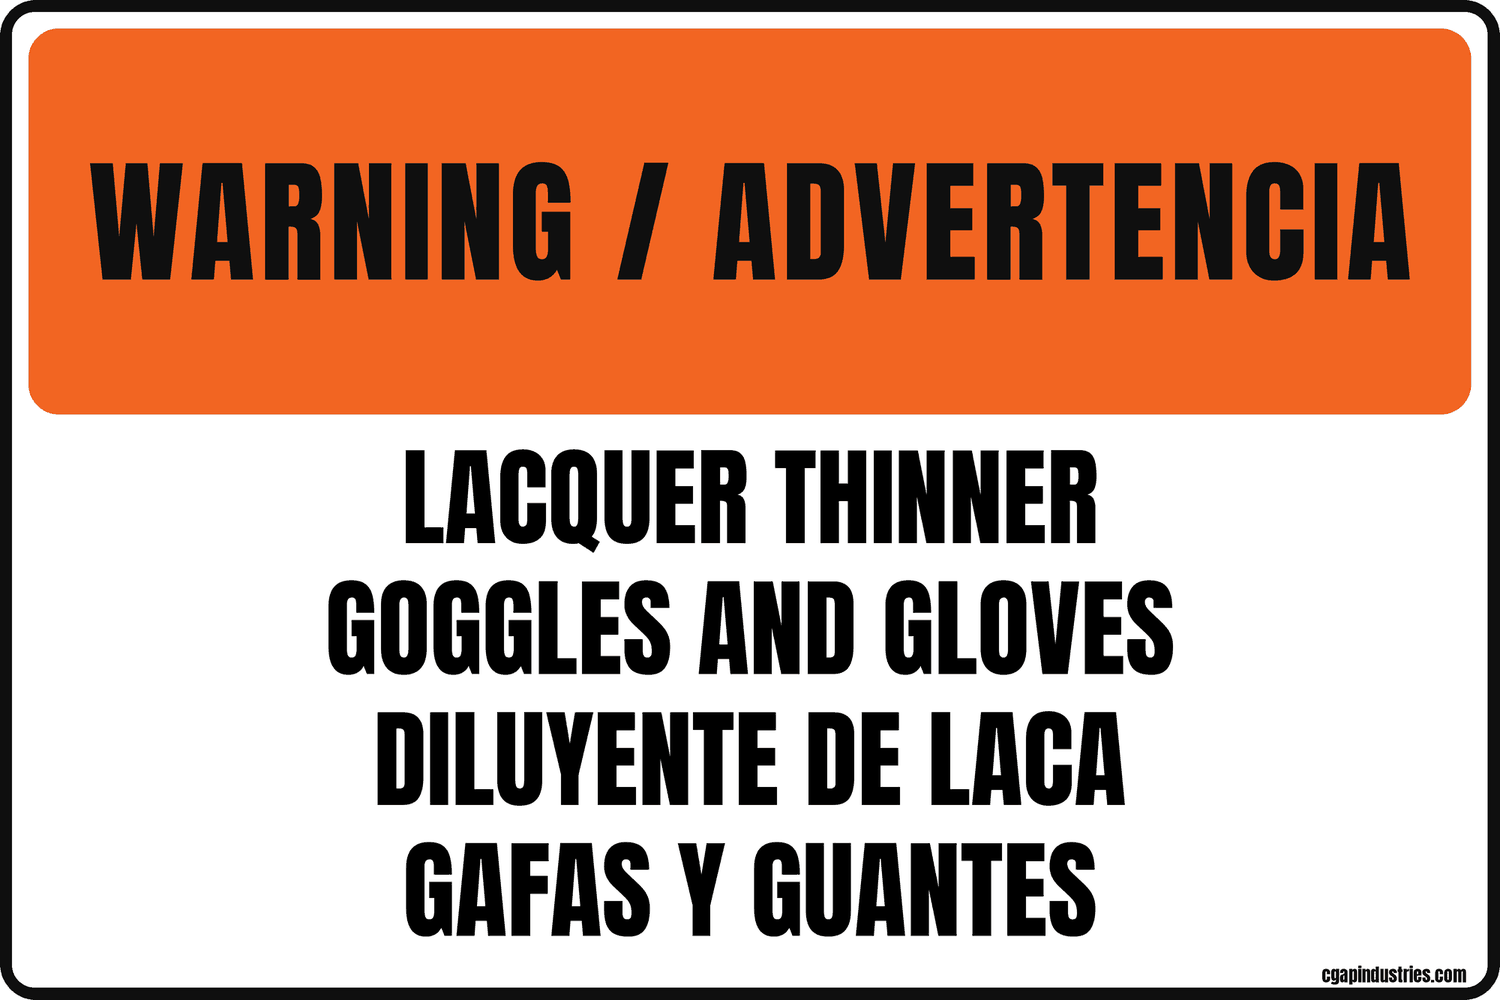 WARNING / ADVERTENCIA
LACQUER THINNER
GOGGLES AND GLOVES
DILUYENTE DE LACA
GAFAS Y GUANTES
cgapindustries.com